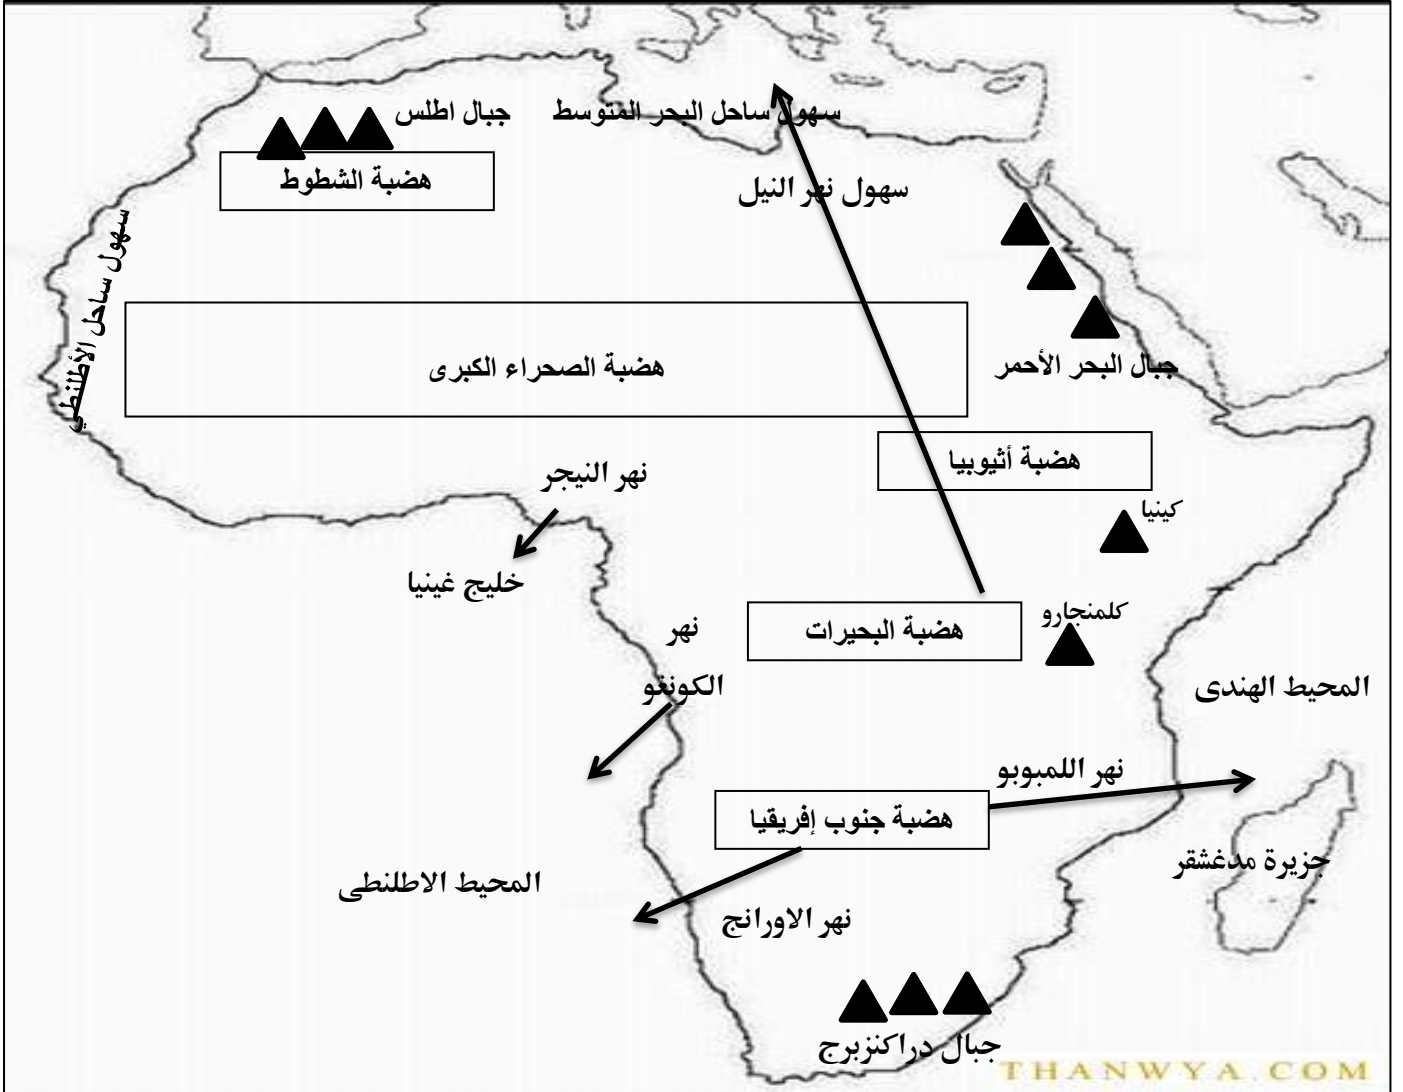 جبال اطلس
سهول ساحل البحر المتوسط
هضبة الشطوط
سهول نهر النيل
سهول ساحل الأطلنطي
هضبة الصحراء الكبرى
جبال البحر الأحمر
هضبة أثيوبيا
نهر النيجر
كينيا
خليج غينيا
كلمنجارو
هضبة البحيرات
نهر
الكونغو
المحيط الهندى
نهر اللمبوبو
هضبة جنوب إفريقيا
جزيرة مدغشقر
المحيط الاطلنطى
نهر الاورانج
جبال دراكنزبرج
THANWYA.COM